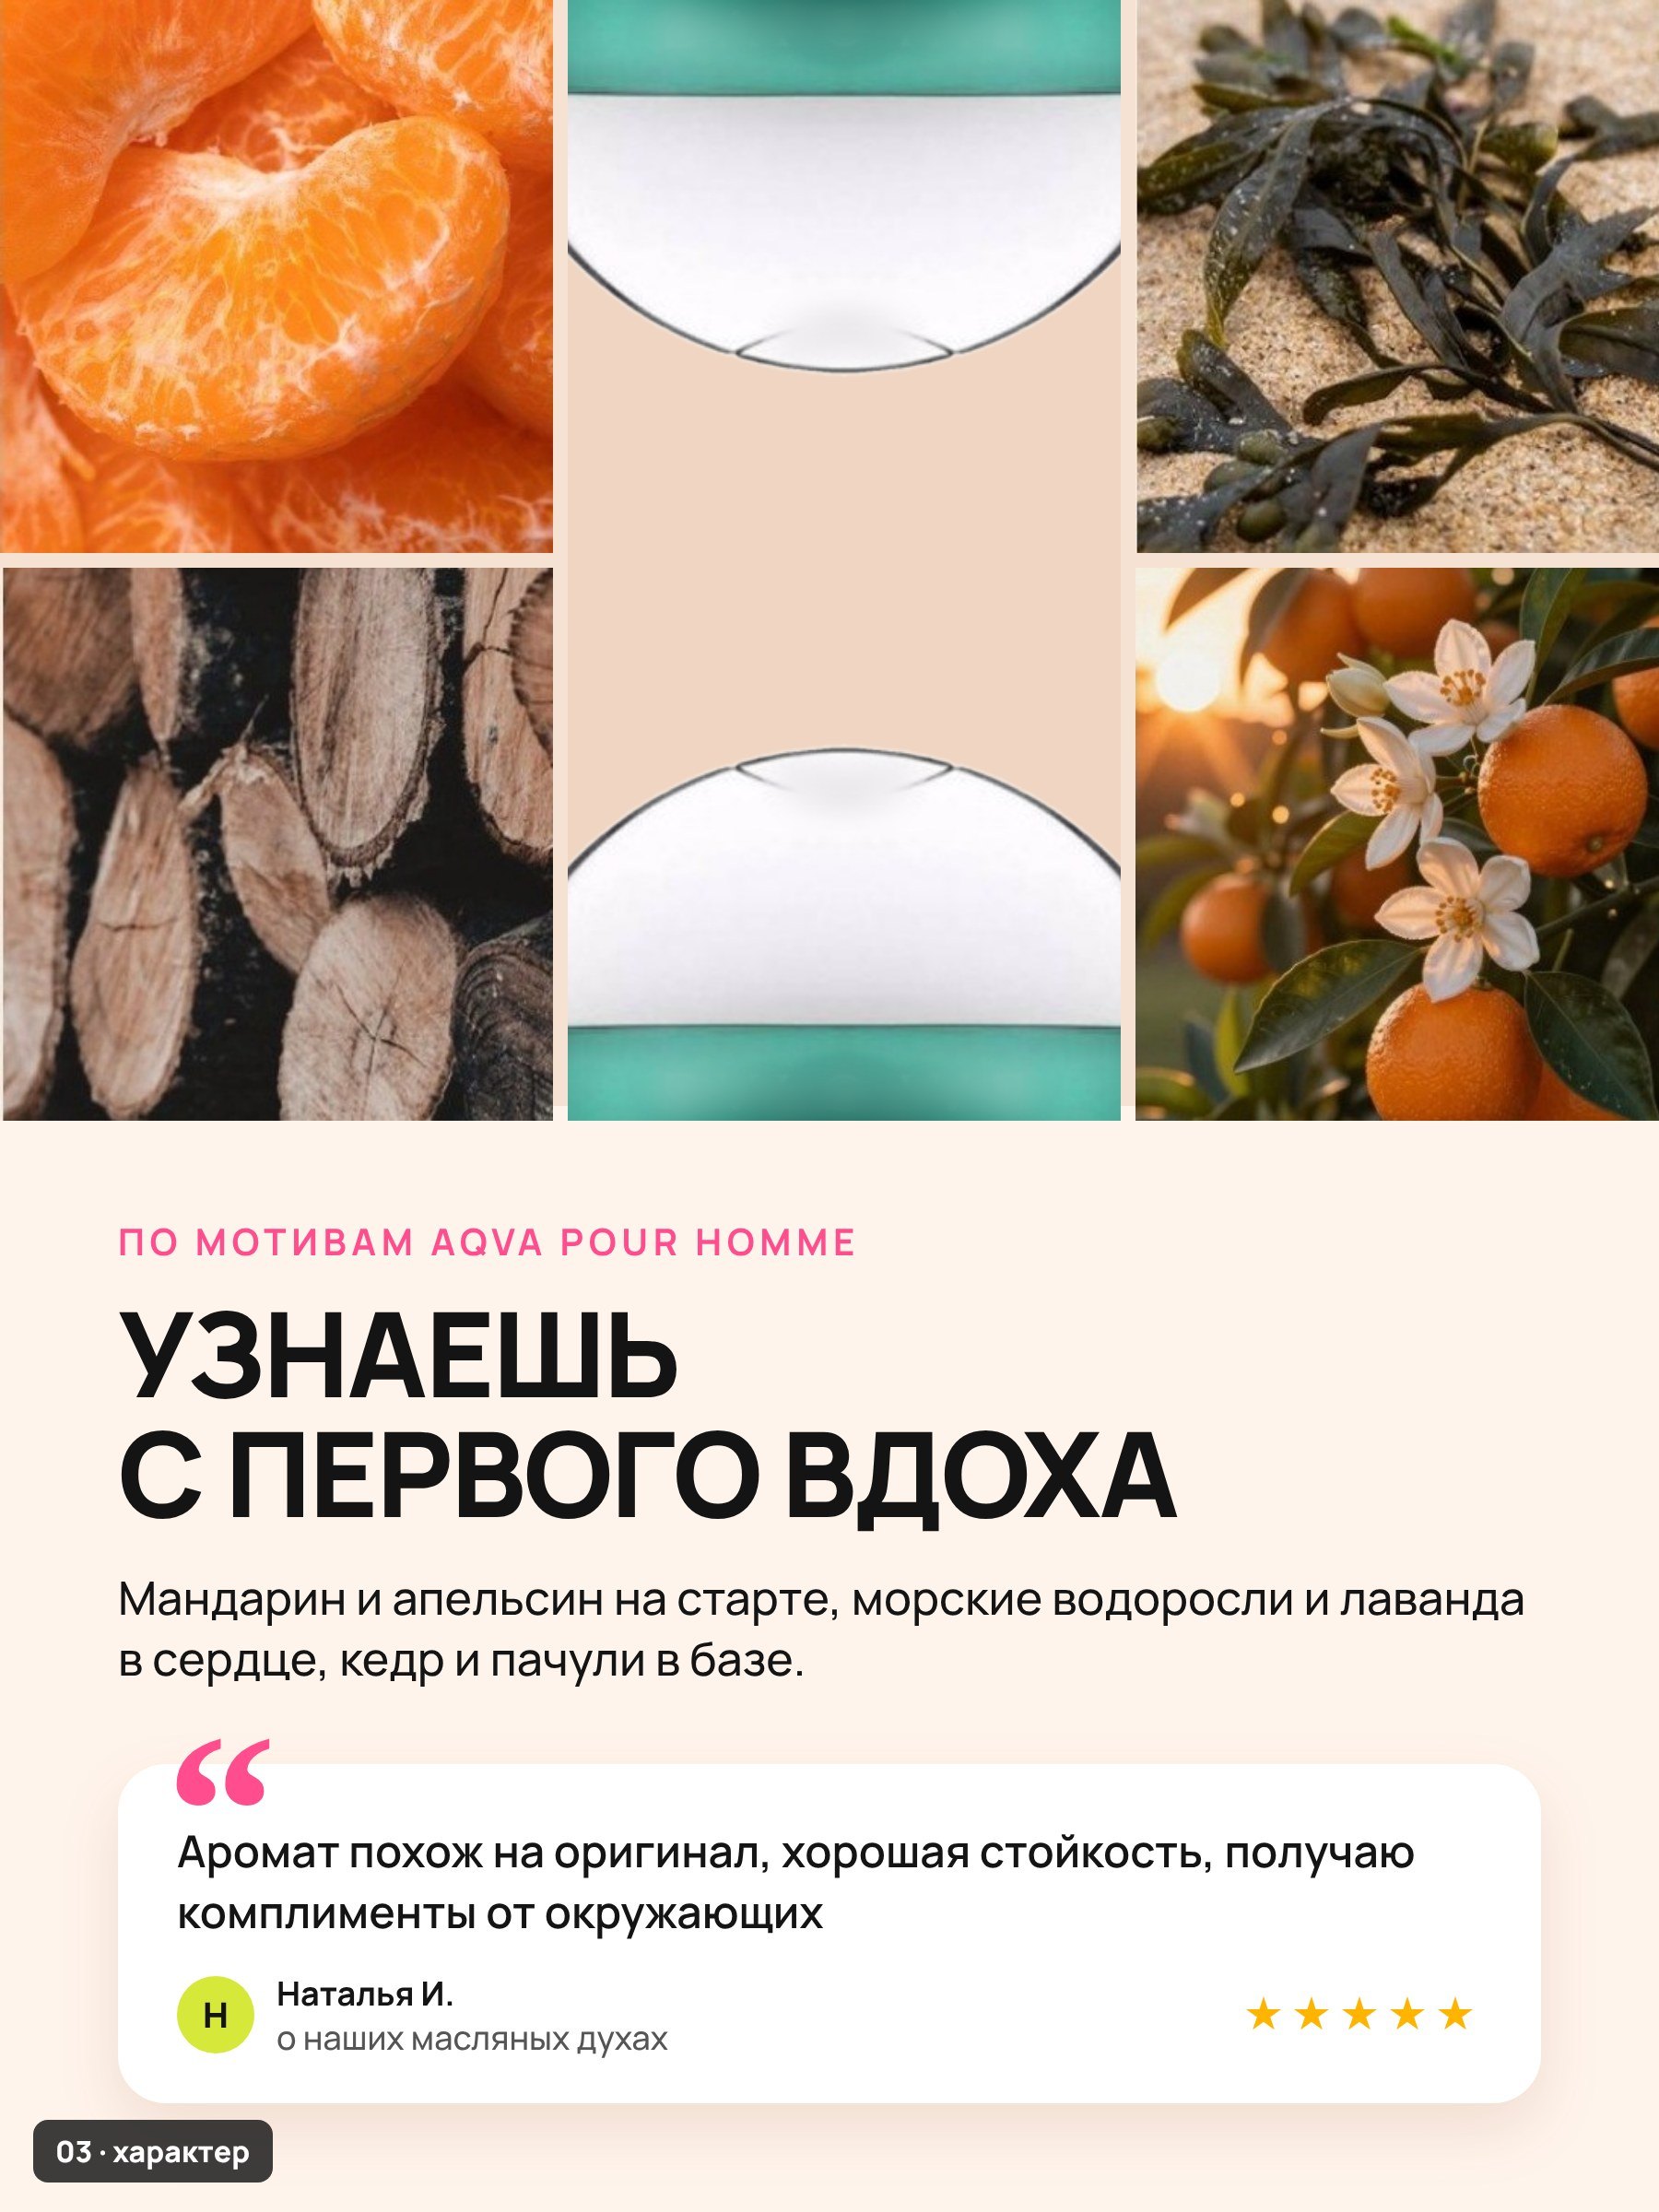 ПО МОТИВАМ AQVA POUR HOMME
УЗНАЕШЬ
С ПЕРВОГО ВДОХА
Мандарин и апельсин на старте, морские водоросли и лаванда
в сердце, кедр и пачули в базе.
“
Аромат похож на оригинал, хорошая стойкость, получаю
комплименты от окружающих
Н
Наталья И.
о наших масляных духах
★★★★★
03 · характер